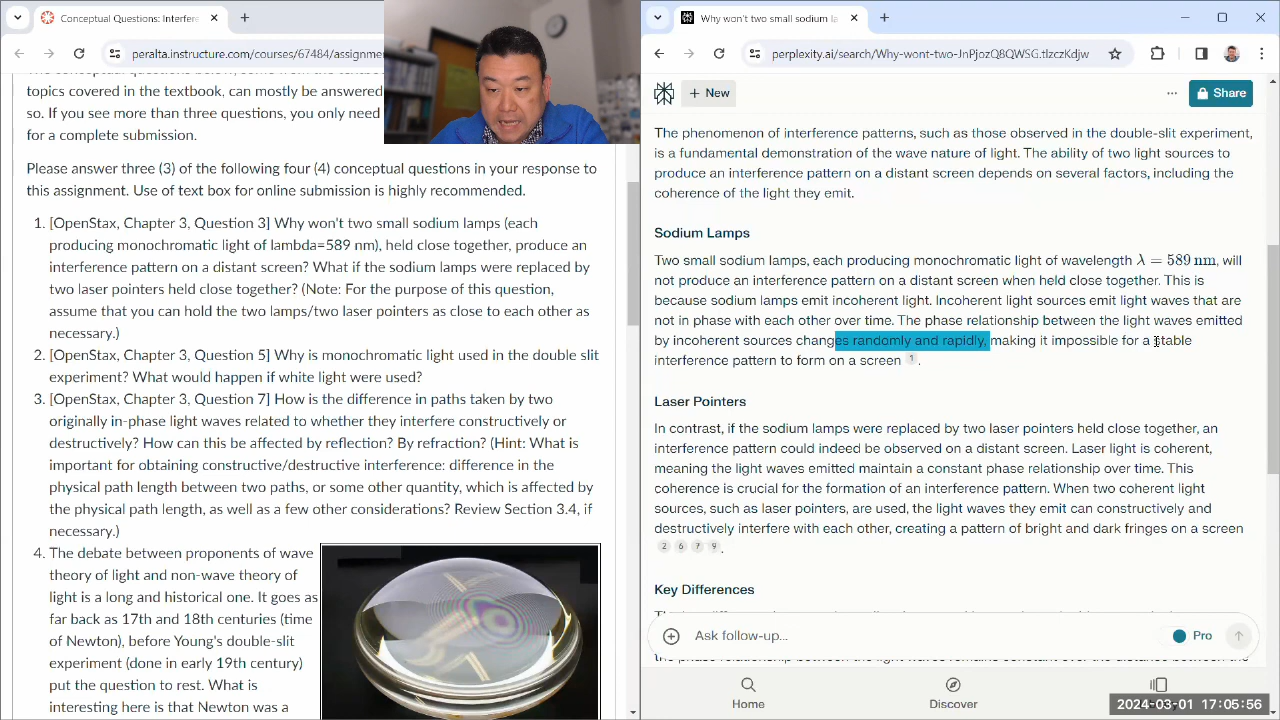 Conceptual Questions: Interfere
peralta.instructure.com/courses/67484/assignme
topics covered in the textbook, can mostly be answered
so. If you see more than three questions, you only need
for a complete submission.
Please answer three (3) of the following four (4) conceptual questions in your response to
this assignment. Use of text box for online submission is highly recommended.
1. [OpenStax, Chapter 3, Question 3] Why won't two small sodium lamps (each
producing monochromatic light of lambda=589 nm), held close together, produce an
interference pattern on a distant screen? What if the sodium lamps were replaced by
two laser pointers held close together? (Note: For the purpose of this question,
assume that you can hold the two lamps/two laser pointers as close to each other as
necessary.)
2. [OpenStax, Chapter 3, Question 5] Why is monochromatic light used in the double slit
experiment? What would happen if white light were used?
3. [OpenStax, Chapter 3, Question 7] How is the difference in paths taken by two
originally in-phase light waves related to whether they interfere constructively or
destructively? How can this be affected by reflection? By refraction? (Hint: What is
important for obtaining constructive/destructive interference: difference in the
physical path length between two paths, or some other quantity, which is affected by
the physical path length, as well as a few other considerations? Review Section 3.4, if
necessary.)
4. The debate between proponents of wave
theory of light and non-wave theory of
light is a long and historical one. It goes as
far back as 17th and 18th centuries (time
of Newton), before Young's double-slit
experiment (done in early 19th century)
put the question to rest. What is
interesting here is that Newton was a
Why won't two small sodium la
New
Share
The phenomenon of interference patterns, such as those observed in the double-slit experiment,
is a fundamental demonstration of the wave nature of light. The ability of two light sources to
produce an interference pattern on a distant screen depends on several factors, including the
coherence of the light they emit.
Sodium Lamps
Two small sodium lamps, each producing monochromatic light of wavelength λ = 589 nm, will
not produce an interference pattern on a distant screen when held close together. This is
because sodium lamps emit incoherent light. Incoherent light sources emit light waves that are
not in phase with each other over time. The phase relationship between the light waves emitted
by incoherent sources changes randomly and rapidly, making it impossible for a stable
interference pattern to form on a screen 1.
Laser Pointers
In contrast, if the sodium lamps were replaced by two laser pointers held close together, an
interference pattern could indeed be observed on a distant screen. Laser light is coherent,
meaning the light waves emitted maintain a constant phase relationship over time. This
coherence is crucial for the formation of an interference pattern. When two coherent light
sources, such as laser pointers, are used, the light waves they emit can constructively and
destructively interfere with each other, creating a pattern of bright and dark fringes on a screen
2 6 7 9.
Key Differences
Ask follow-up...
Pro
Home
Discover
2024-03-01 17:05:56